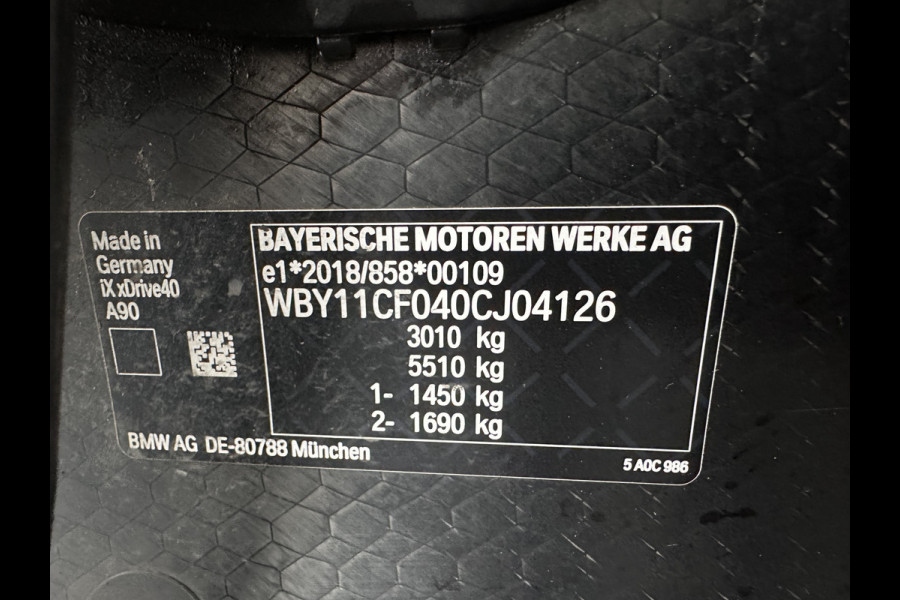 Made in
Germany
iX xDrive40
A90
BAYERISCHE MOTOREN WERKE AG
e1*2018/858*00109
WBY11CF040CJ04126
3010 kg
5510 kg
1- 1450 kg
2- 1690 kg
BMW AG DE-80788 München
5 A0C 986